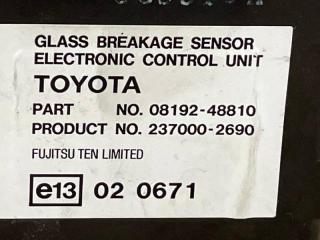 GLASS BREAKAGE SENSOR
ELECTRONIC CONTROL UNIT
TOYOTA
PART NO. 08192-48810
PRODUCT NO. 237000-2690
FUJITSU TEN LIMITED
e13 02 0671